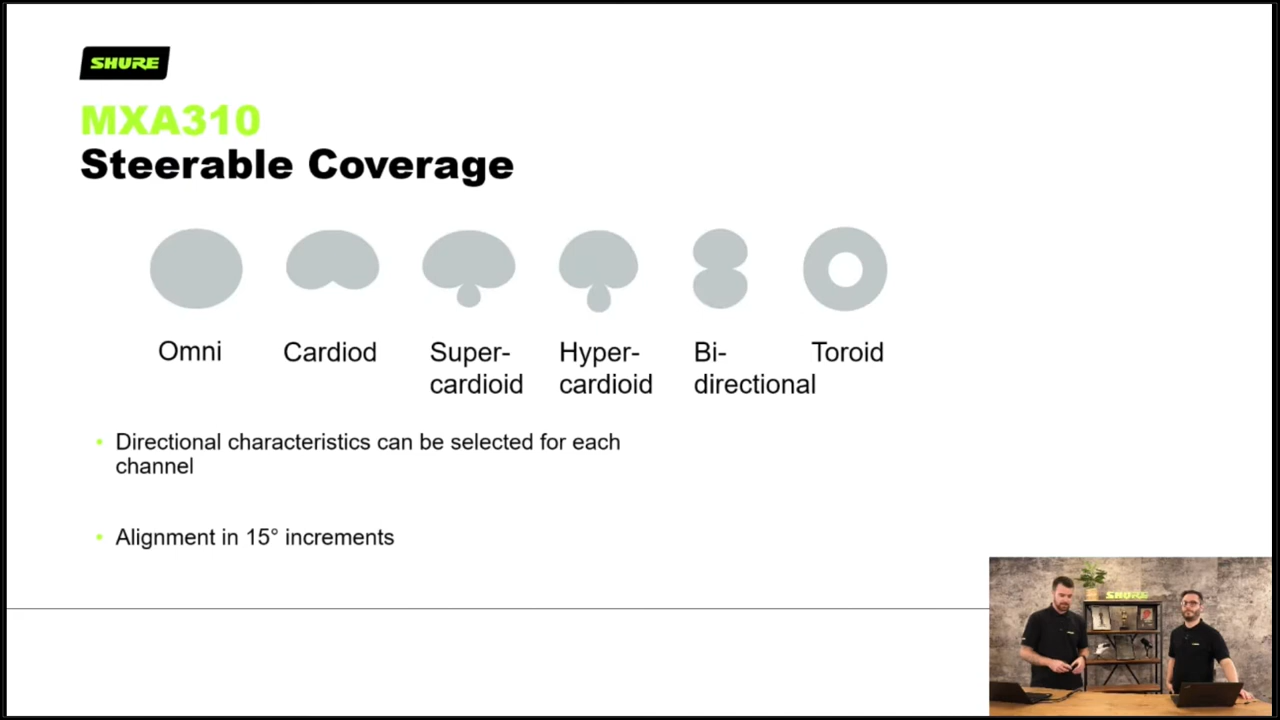 SHURE
MXA310
Steerable Coverage
Omni
Cardiod
Super-
cardioid
Hyper-
cardioid
Bi-
directional
Toroid
• Directional characteristics can be selected for each
channel
• Alignment in 15° increments
SHURE